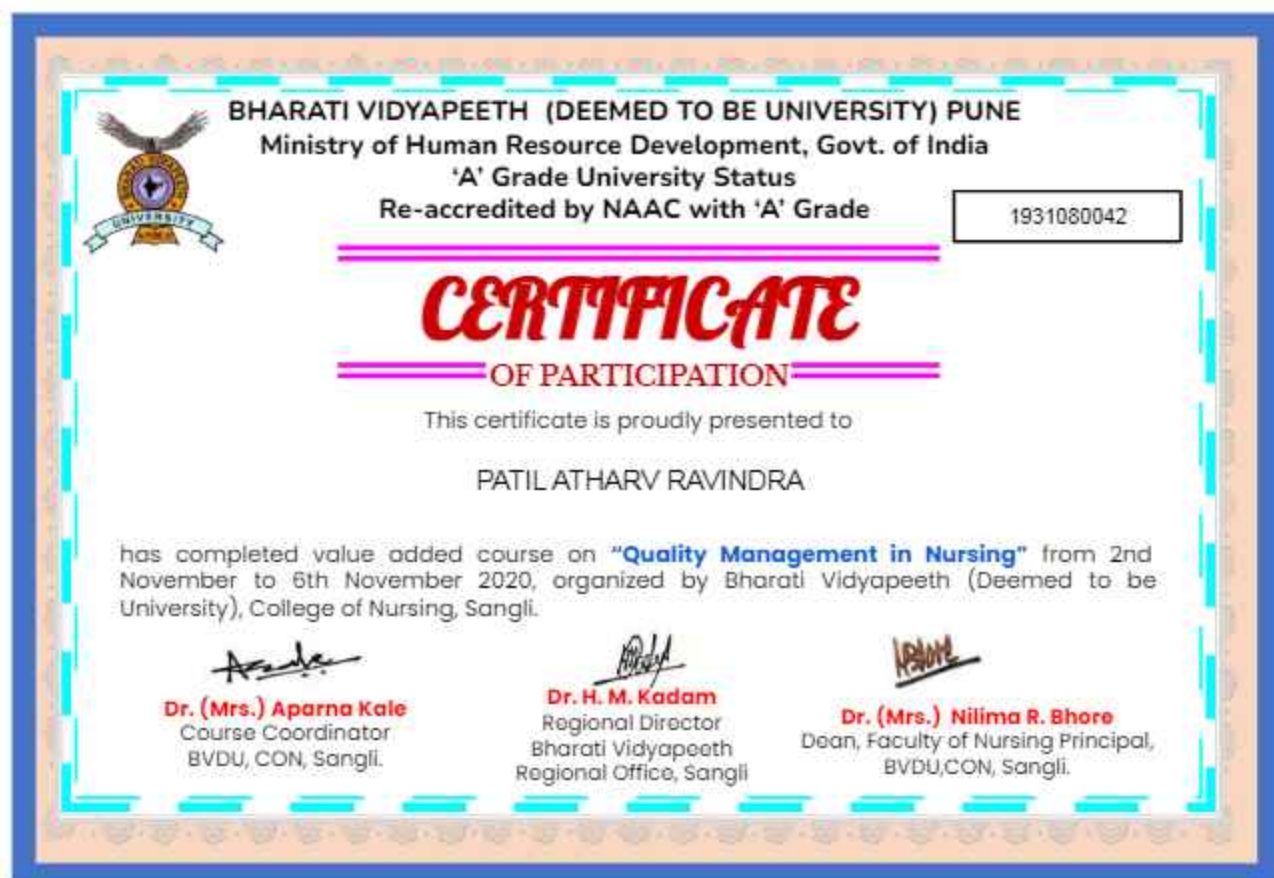 BHARATI VIDYAPEETH (DEEMED TO BE UNIVERSITY) PUNE
Ministry of Human Resource Development, Govt. of India
‘A’ Grade University Status
Re-accredited by NAAC with ‘A’ Grade
BHARATI VIDYAPEETH
UNIVERSITY
1931080042
CERTIFICATE
OF PARTICIPATION
This certificate is proudly presented to
PATIL ATHARV RAVINDRA
has completed value added course on “Quality Management in Nursing” from 2nd
November to 6th November 2020, organized by Bharati Vidyapeeth (Deemed to be
University), College of Nursing, Sangli.
Dr. (Mrs.) Aparna Kale
Course Coordinator
BVDU, CON, Sangli.
Dr. H. M. Kadam
Regional Director
Bharati Vidyapeeth
Regional Office, Sangli
Dr. (Mrs.) Nilima R. Bhore
Dean, Faculty of Nursing Principal,
BVDU,CON, Sangli.